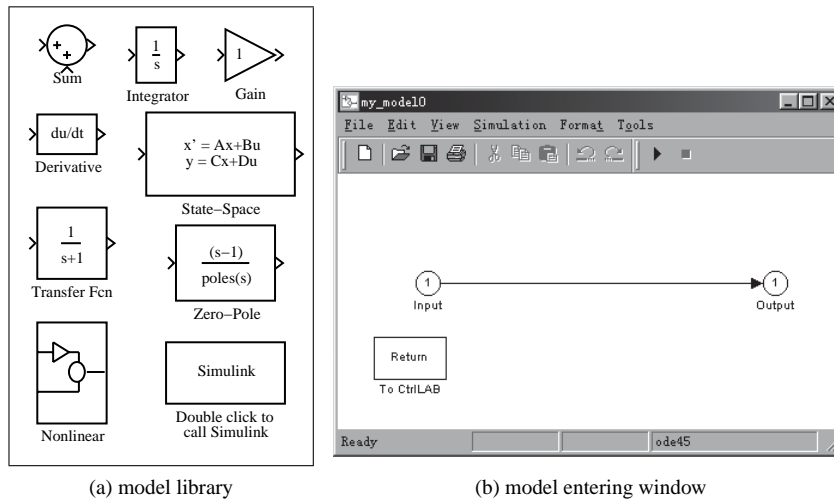 +
+
Sum
1
s
Integrator
1
Gain
du/dt
Derivative
x' = Ax+Bu
y = Cx+Du
State−Space
1
s+1
Transfer Fcn
(s−1)
poles(s)
Zero−Pole
Nonlinear
Simulink
Double click to
call Simulink
(a) model library
my_model0
File Edit View Simulation Format Tools
1
Input
1
Output
Return
To CtrlLAB
Ready
ode45
(b) model entering window